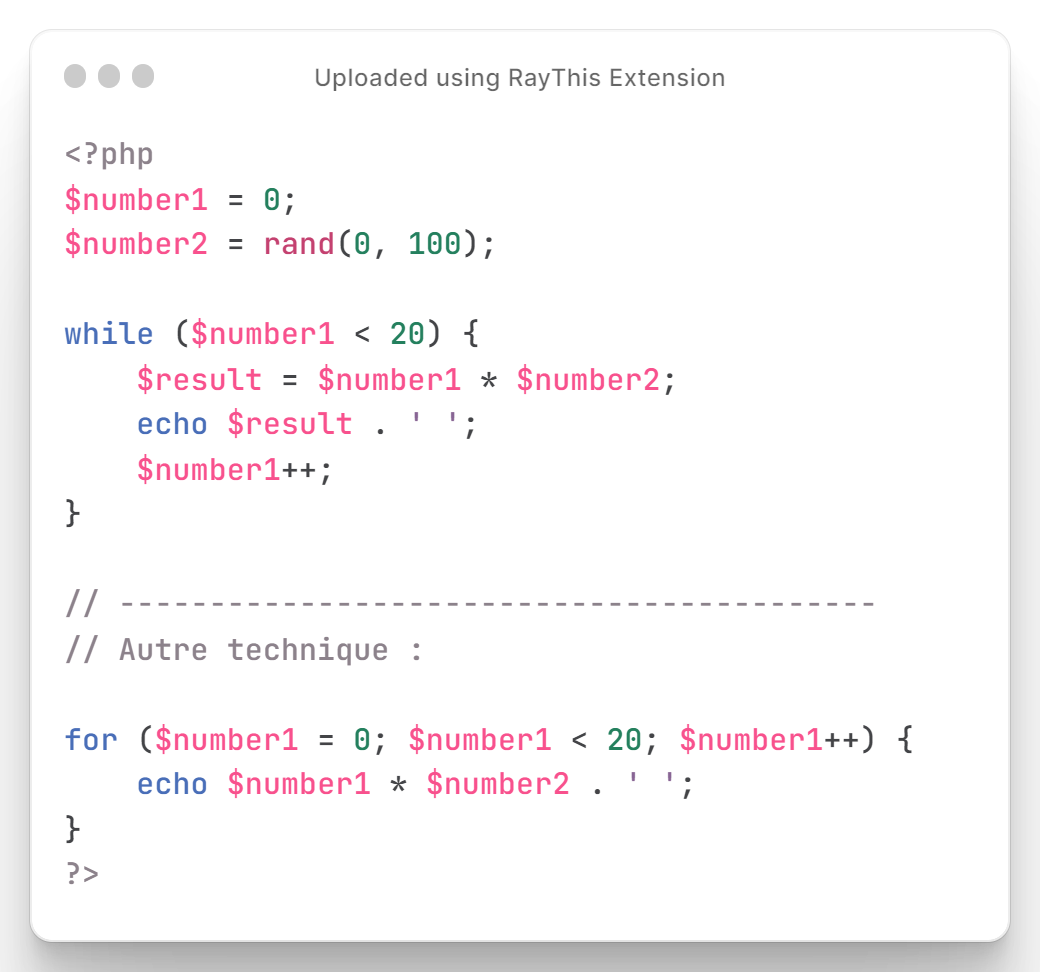 Uploaded using RayThis Extension
<?php
$number1 = 0;
$number2 = rand(0, 100);
while ($number1 < 20) {
    $result = $number1 * $number2;
    echo $result . ' ';
    $number1++;
}
// ------------------------------------------
// Autre technique :
for ($number1 = 0; $number1 < 20; $number1++) {
    echo $number1 * $number2 . ' ';
}
?>